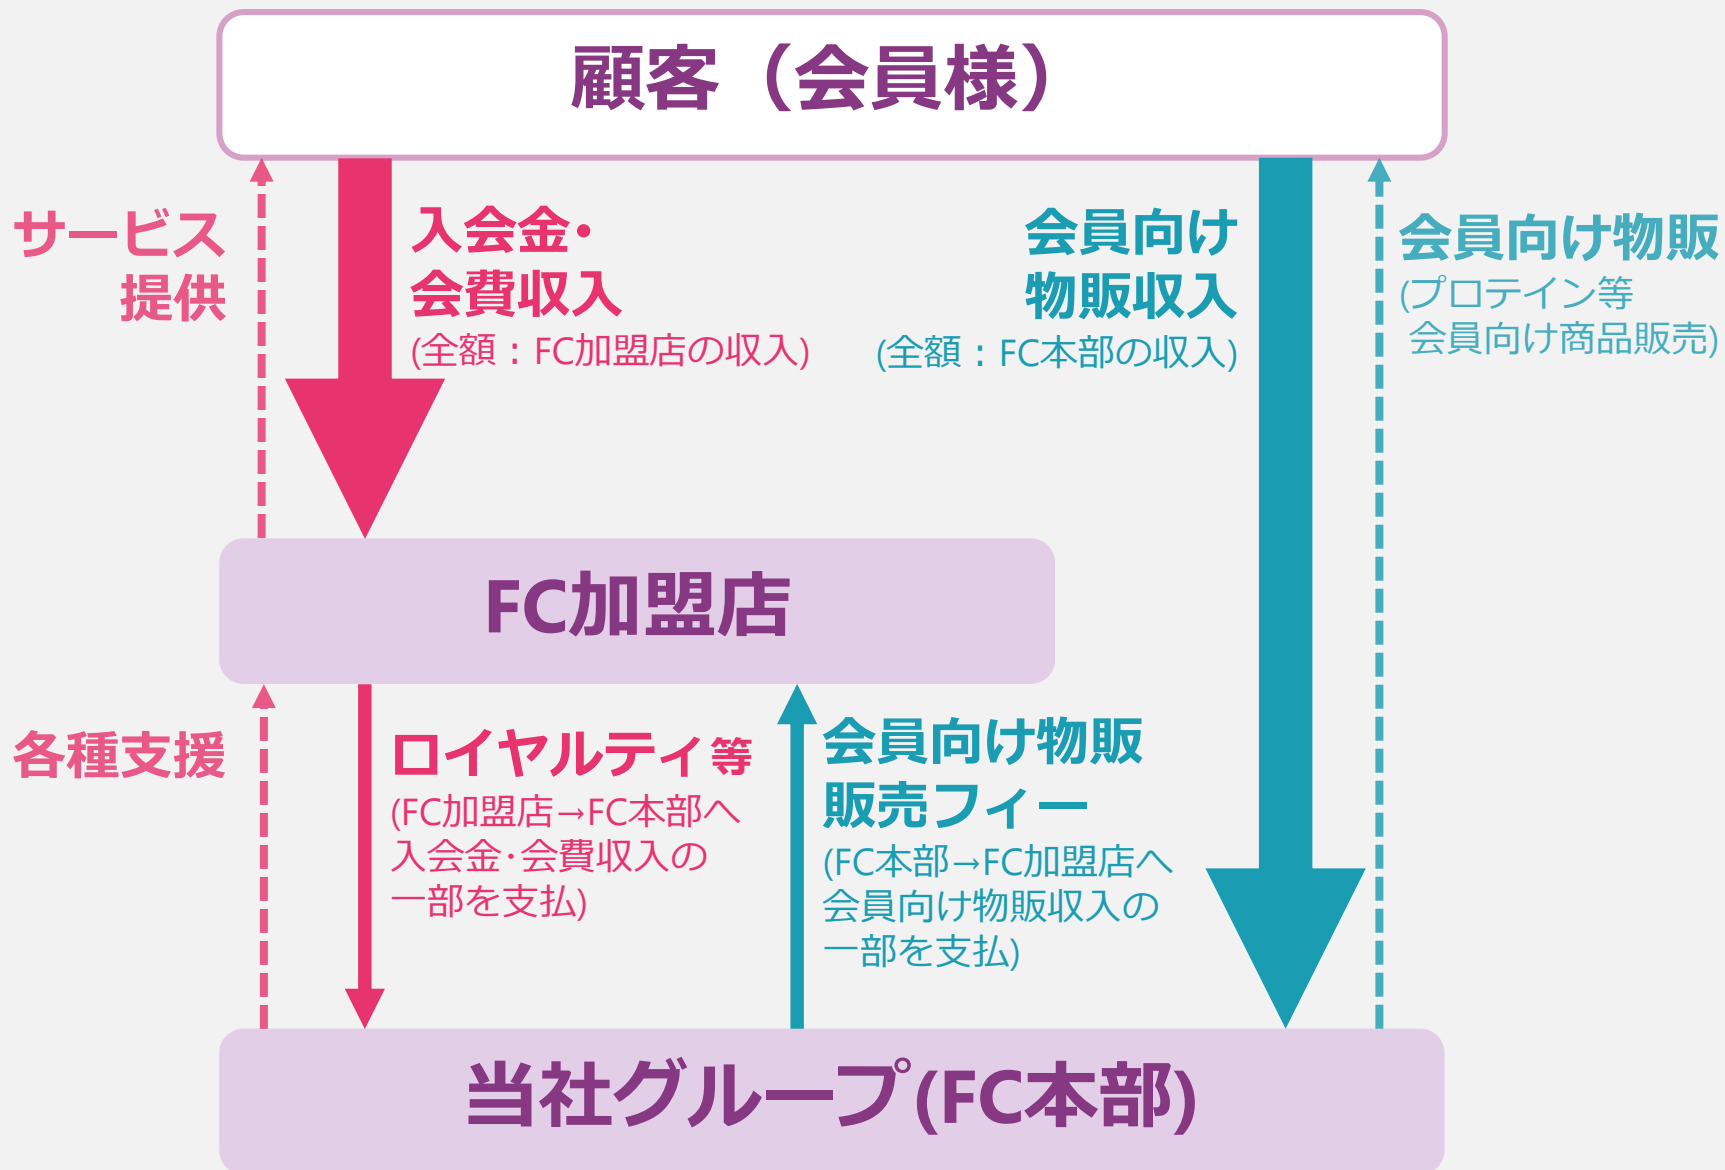 顧客（会員様）
サービス
提供
入会金・
会費収入
(全額：FC加盟店の収入)
会員向け
物販収入
(全額：FC本部の収入)
会員向け物販
(プロテイン等
会員向け商品販売)
FC加盟店
各種支援
ロイヤルティ等
(FC加盟店→FC本部へ
入会金・会費収入の
一部を支払)
会員向け物販
販売フィー
(FC本部→FC加盟店へ
会員向け物販収入の
一部を支払)
当社グループ(FC本部)